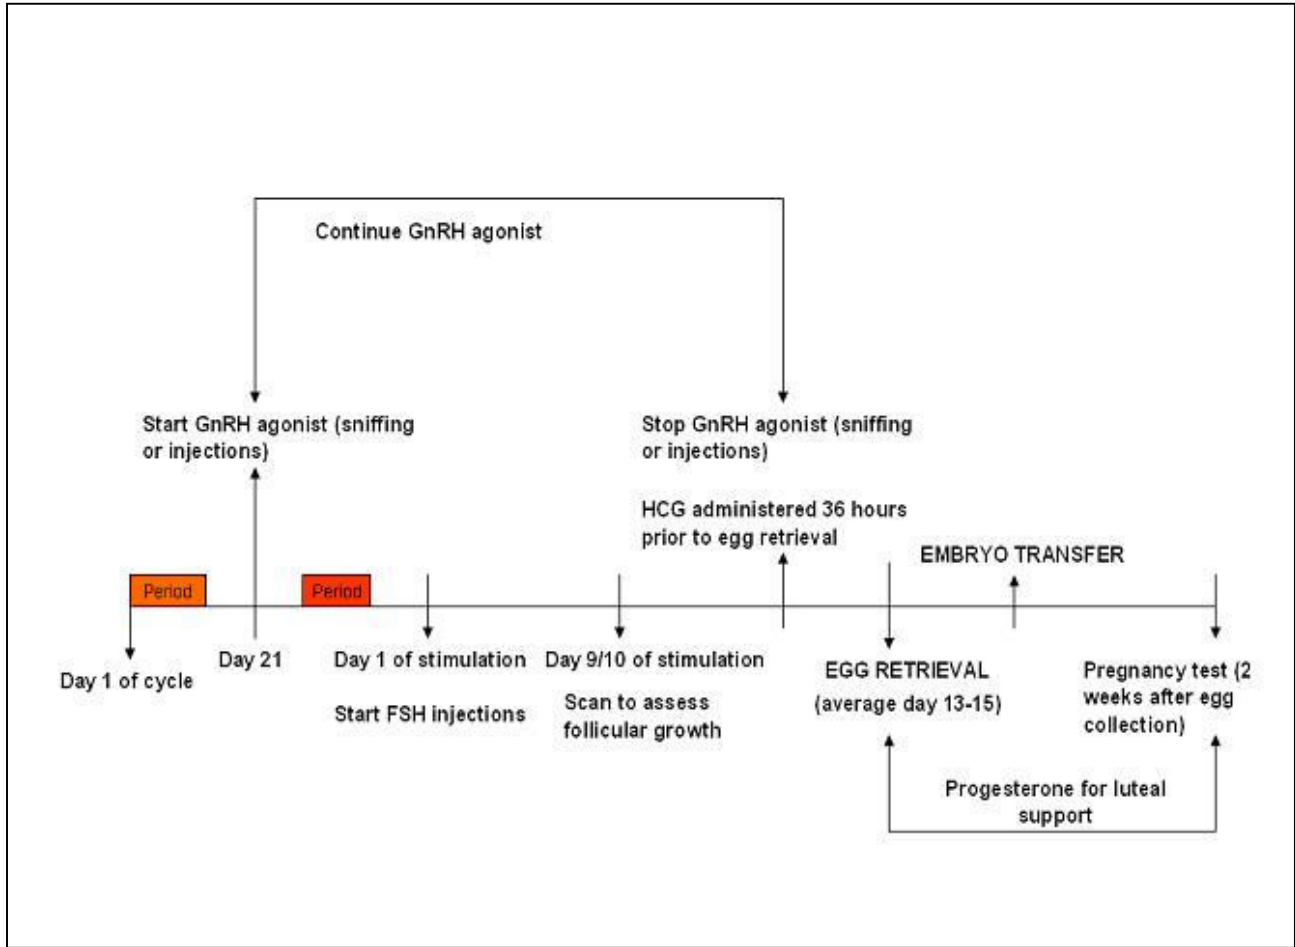 Continue GnRH agonist
Start GnRH agonist (sniffing
or injections)
Stop GnRH agonist (sniffing
or injections)
HCG administered 36 hours
prior to egg retrieval
EMBRYO TRANSFER
Period
Period
Day 1 of cycle
Day 21
Day 1 of stimulation
Start FSH injections
Day 9/10 of stimulation
Scan to assess
follicular growth
EGG RETRIEVAL
(average day 13-15)
Pregnancy test (2
weeks after egg
collection)
Progesterone for luteal
support